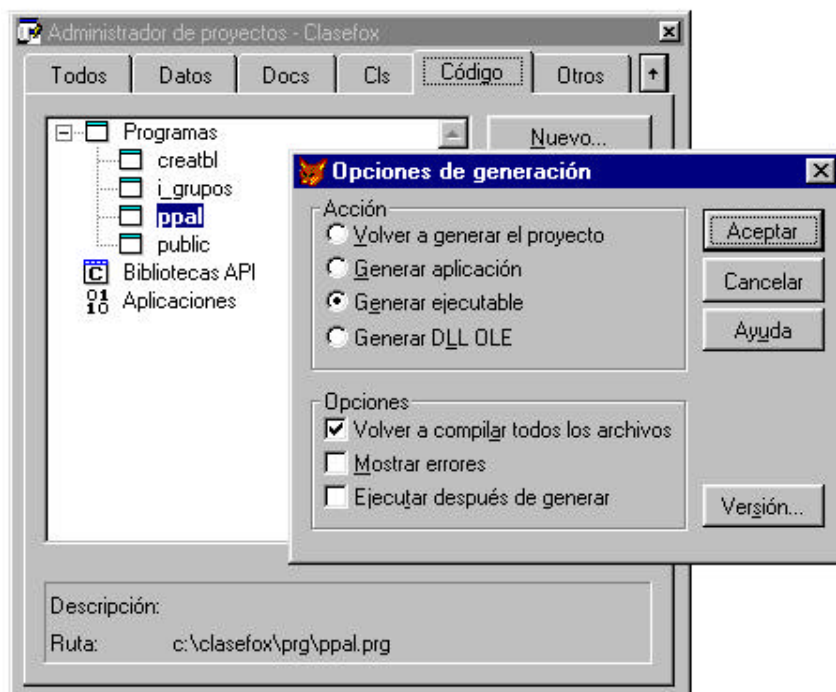 Administrador de proyectos - Clasefox
Todos Datos Docs Cls Código Otros
Programas
Nuevo...
creatbl
i_grupos
ppal
public
Bibliotecas API
Aplicaciones
Opciones de generación
Acción
Volver a generar el proyecto
Generar aplicación
Generar ejecutable
Generar DLL OLE
Aceptar
Cancelar
Ayuda
Opciones
Volver a compilar todos los archivos
Mostrar errores
Ejecutar después de generar
Versión...
Descripción:
Ruta: c:\clasefox\prg\ppal.prg